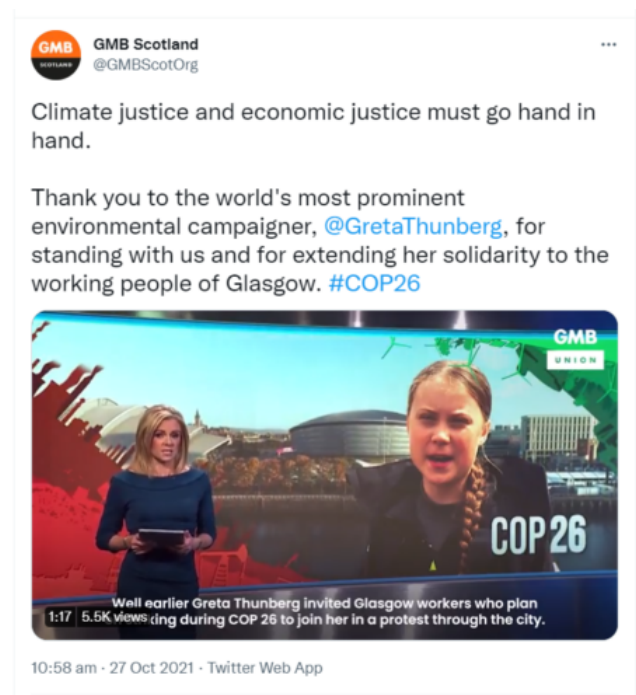 GMB
SCOTLAND
GMB Scotland
@GMBScotOrg
Climate justice and economic justice must go hand in
hand.
Thank you to the world's most prominent
environmental campaigner, @GretaThunberg, for
standing with us and for extending her solidarity to the
working people of Glasgow. #COP26
GMB
UNION
COP26
Well earlier Greta Thunberg invited Glasgow workers who plan
during COP 26 to join her in a protest through the city.
1:17 5.5K views
10:58 am · 27 Oct 2021 · Twitter Web App